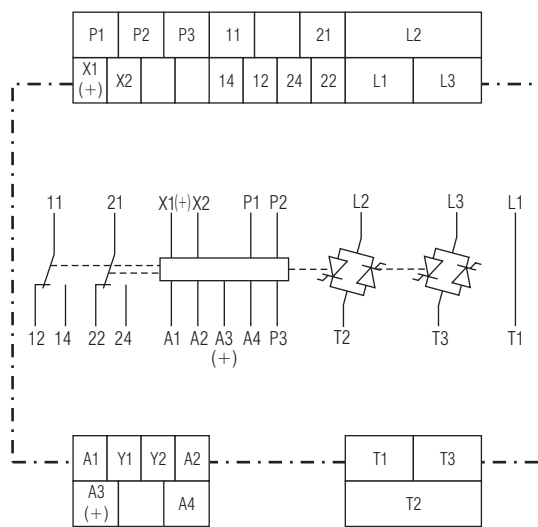 P1 P2 P3 11 21 L2
X1 (+) X2 14 12 24 22 L1 L3
11 21 X1(+) X2 P1 P2 L2 L3 L1
12 14 22 24 A1 A2 A3 (+) A4 P3 T2 T3 T1
A1 Y1 Y2 A2 T1 T3
A3 (+) A4 T2